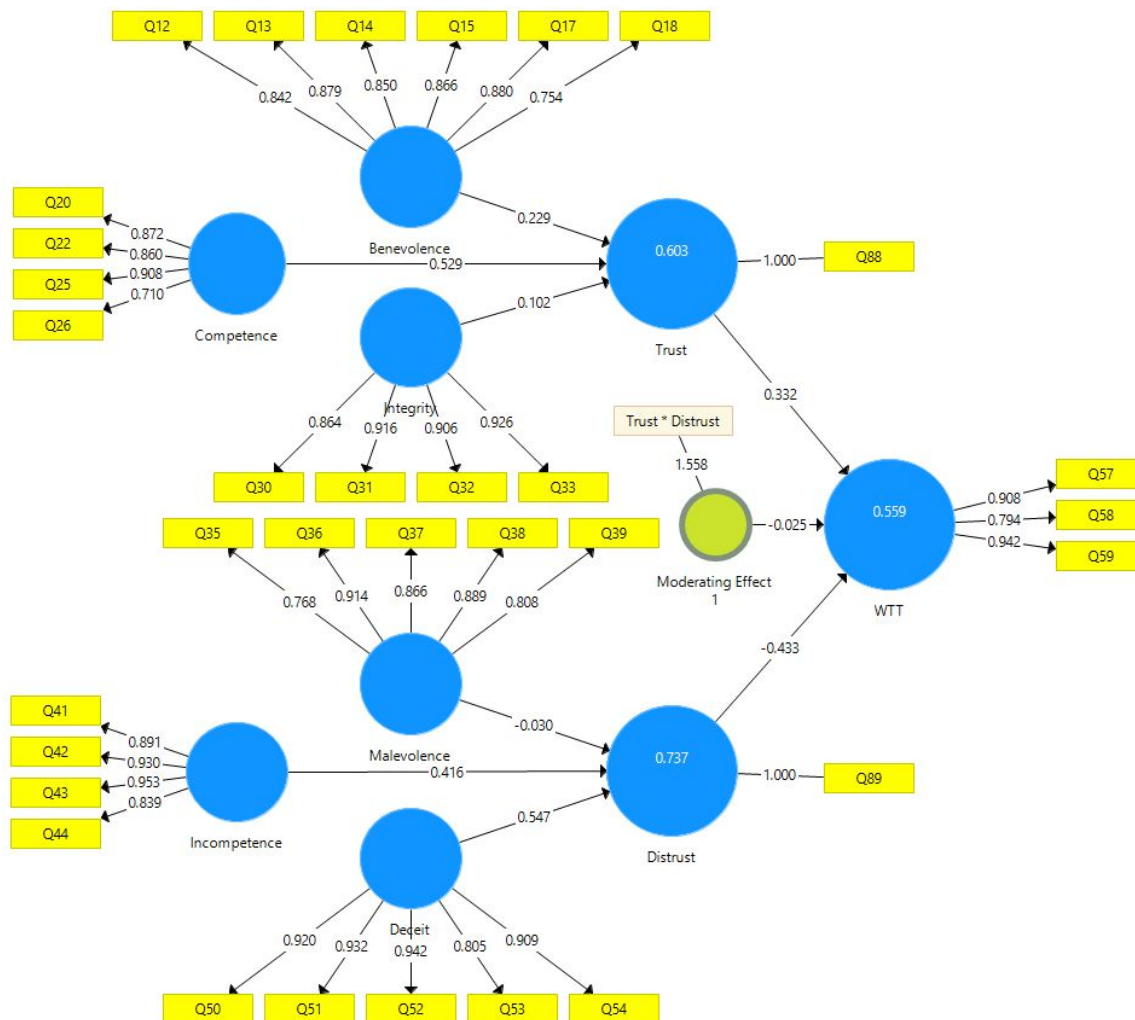 Q12 Q13 Q14 Q15 Q17 Q18
0.842 0.879 0.850 0.866 0.880 0.754
Q20
Q22
Q25
Q26
0.872
0.860
0.908
0.710
Competence
Benevolence
0.229
0.529
0.102
0.603
Trust
1.000
Q88
Integrity
0.864 0.916 0.906 0.926
Q30 Q31 Q32 Q33
0.332
Trust * Distrust
1.558
Moderating Effect
1
-0.025
0.559
WTT
0.908
0.794
0.942
Q57
Q58
Q59
Q35 Q36 Q37 Q38 Q39
0.768 0.914 0.866 0.889 0.808
Malevolence
-0.433
Q41
Q42
Q43
Q44
0.891
0.930
0.953
0.839
Incompetence
-0.030
0.416
0.547
0.737
Distrust
1.000
Q89
Deceit
0.920 0.932 0.942 0.805 0.909
Q50 Q51 Q52 Q53 Q54